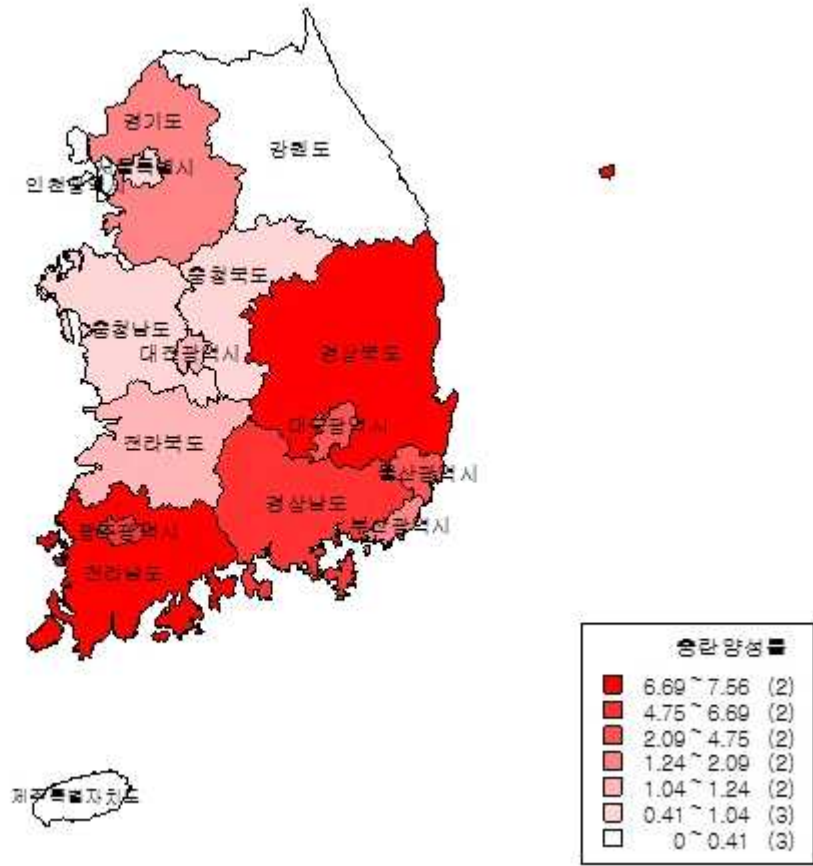 경기도
강원도
서울특별시
인천광역시
충청북도
충청남도
대전광역시
경상북도
대구광역시
전라북도
울산광역시
경상남도
부산광역시
광주광역시
전라남도
제주특별자치도
충란양성률
6.69 ~ 7.56 (2)
4.75 ~ 6.69 (2)
2.09 ~ 4.75 (2)
1.24 ~ 2.09 (2)
1.04 ~ 1.24 (2)
0.41 ~ 1.04 (3)
0 ~ 0.41 (3)